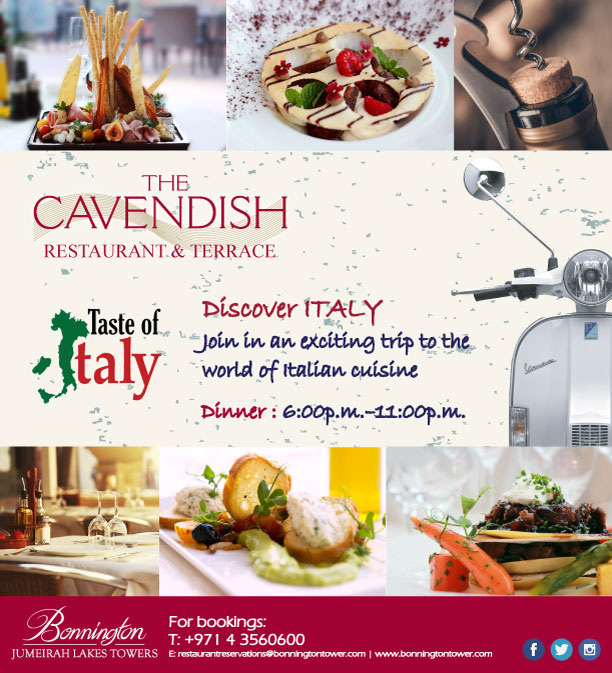 THE
CAVENDISH
RESTAURANT & TERRACE
Taste of
Italy
Discover ITALY
Join in an exciting trip to the
world of Italian cuisine
Dinner : 6:00p.m.–11:00p.m.
Vespa
Bonnington
JUMEIRAH LAKES TOWERS
For bookings:
T: +971 4 3560600
E: restaurantreservations@bonningtontower.com | www.bonningtontower.com